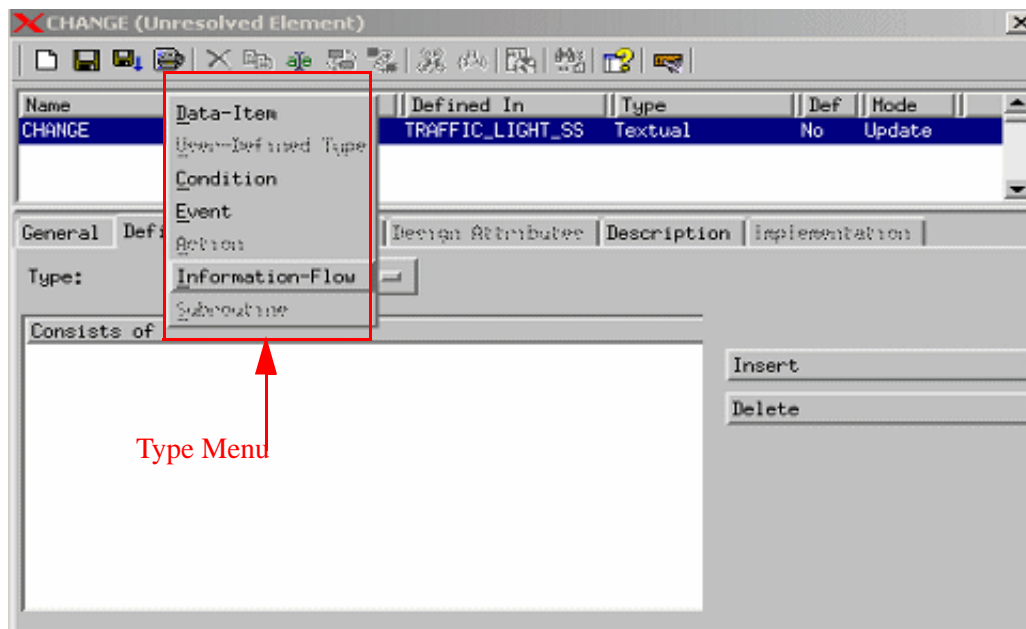 CHANGE (Unresolved Element)
Name Defined In Type Def Mode
CHANGE TRAFFIC_LIGHT_SS Textual No Update
Data-Item
User-Defined Type
Condition
Event
Action
Information-Flow
Subroutine
General Defi Design Attributes Description Implementation
Type:
Consists of
Insert
Delete
Type Menu